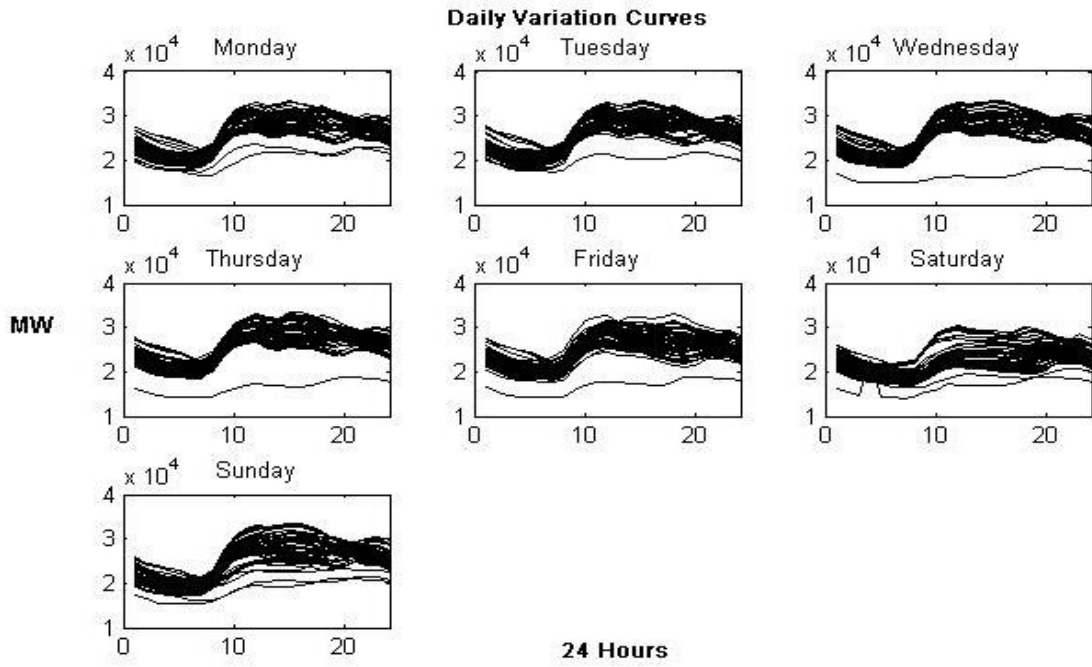 Daily Variation Curves
x 10^4 Monday
4
3
2
1
0 10 20
x 10^4 Tuesday
4
3
2
1
0 10 20
x 10^4 Wednesday
4
3
2
1
0 10 20
MW
x 10^4 Thursday
4
3
2
1
0 10 20
x 10^4 Friday
4
3
2
1
0 10 20
x 10^4 Saturday
4
3
2
1
0 10 20
x 10^4 Sunday
4
3
2
1
0 10 20
24 Hours